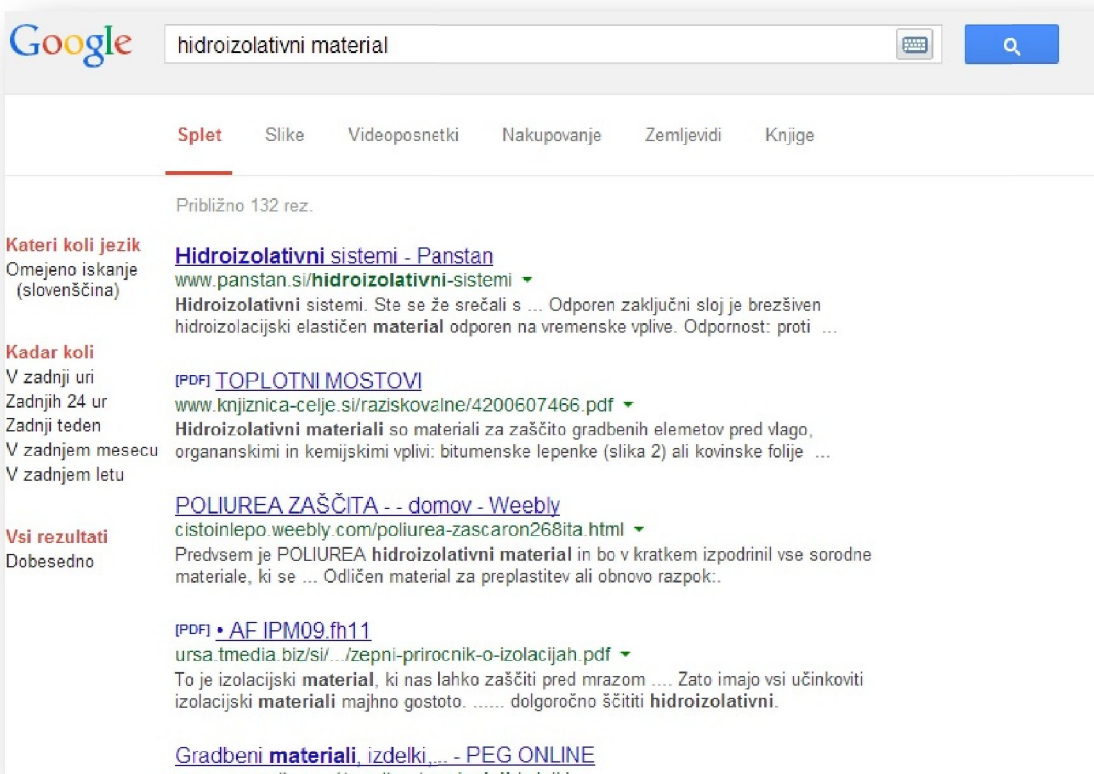 Google
hidroizolativni material
Splet Slike Videoposnetki Nakupovanje Zemljevidi Knjige
Približno 132 rez.
Kateri koli jezik
Omejeno iskanje
(slovenščina)
Kadar koli
V zadnji uri
Zadnjih 24 ur
Zadnji teden
V zadnjem mesecu
V zadnjem letu
Vsi rezultati
Dobesedno
Hidroizolativni sistemi - Panstan
www.panstan.si/hidroizolativni-sistemi
Hidroizolativni sistemi. Ste se že srečali s ... Odporen zaključni sloj je brezšiven
hidroizolacijski elastičen material odporen na vremenske vplive. Odpornost: proti ...
[PDF] TOPLOTNI MOSTOVI
www.knjiznica-celje.si/raziskovalne/4200607466.pdf
Hidroizolativni materiali so materiali za zaščito gradbenih elemetov pred vlago,
organanskimi in kemijskimi vplivi: bitumenske lepenke (slika 2) ali kovinske folije ...
POLIUREA ZAŠČITA - - domov - Weebly
cistoinlepo.weebly.com/poliurea-zascaron268ita.html
Predvsem je POLIUREA hidroizolativni material in bo v kratkem izpodrinil vse sorodne
materiale, ki se ... Odličen material za preplastitev ali obnovo razpok:.
[PDF] • AF IPM09.fh11
ursa.tmedia.biz/si/.../zepni-prirocnik-o-izolacijah.pdf
To je izolacijski material, ki nas lahko zaščiti pred mrazom .... Zato imajo vsi učinkoviti
izolacijski materiali majhno gostoto. ...... dolgoročno ščititi hidroizolativni.
Gradbeni materiali, izdelki,... - PEG ONLINE